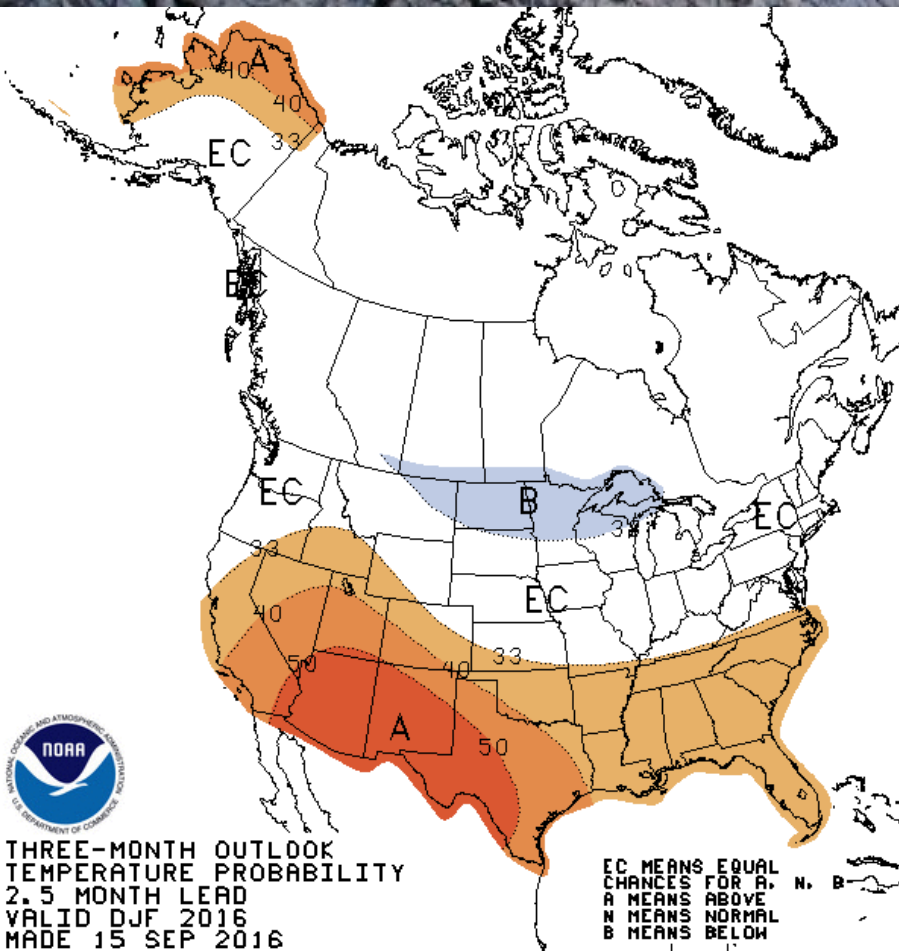 A
40
40
33
EC
EC
B
EC
EC
33
EC
40
50
40
33
A
50
NATIONAL OCEANIC AND ATMOSPHERIC ADMINISTRATION
NOAA
U.S. DEPARTMENT OF COMMERCE
THREE-MONTH OUTLOOK
TEMPERATURE PROBABILITY
2.5 MONTH LEAD
VALID DJF 2016
MADE 15 SEP 2016
EC MEANS EQUAL
CHANCES FOR A, N, B
A MEANS ABOVE
N MEANS NORMAL
B MEANS BELOW